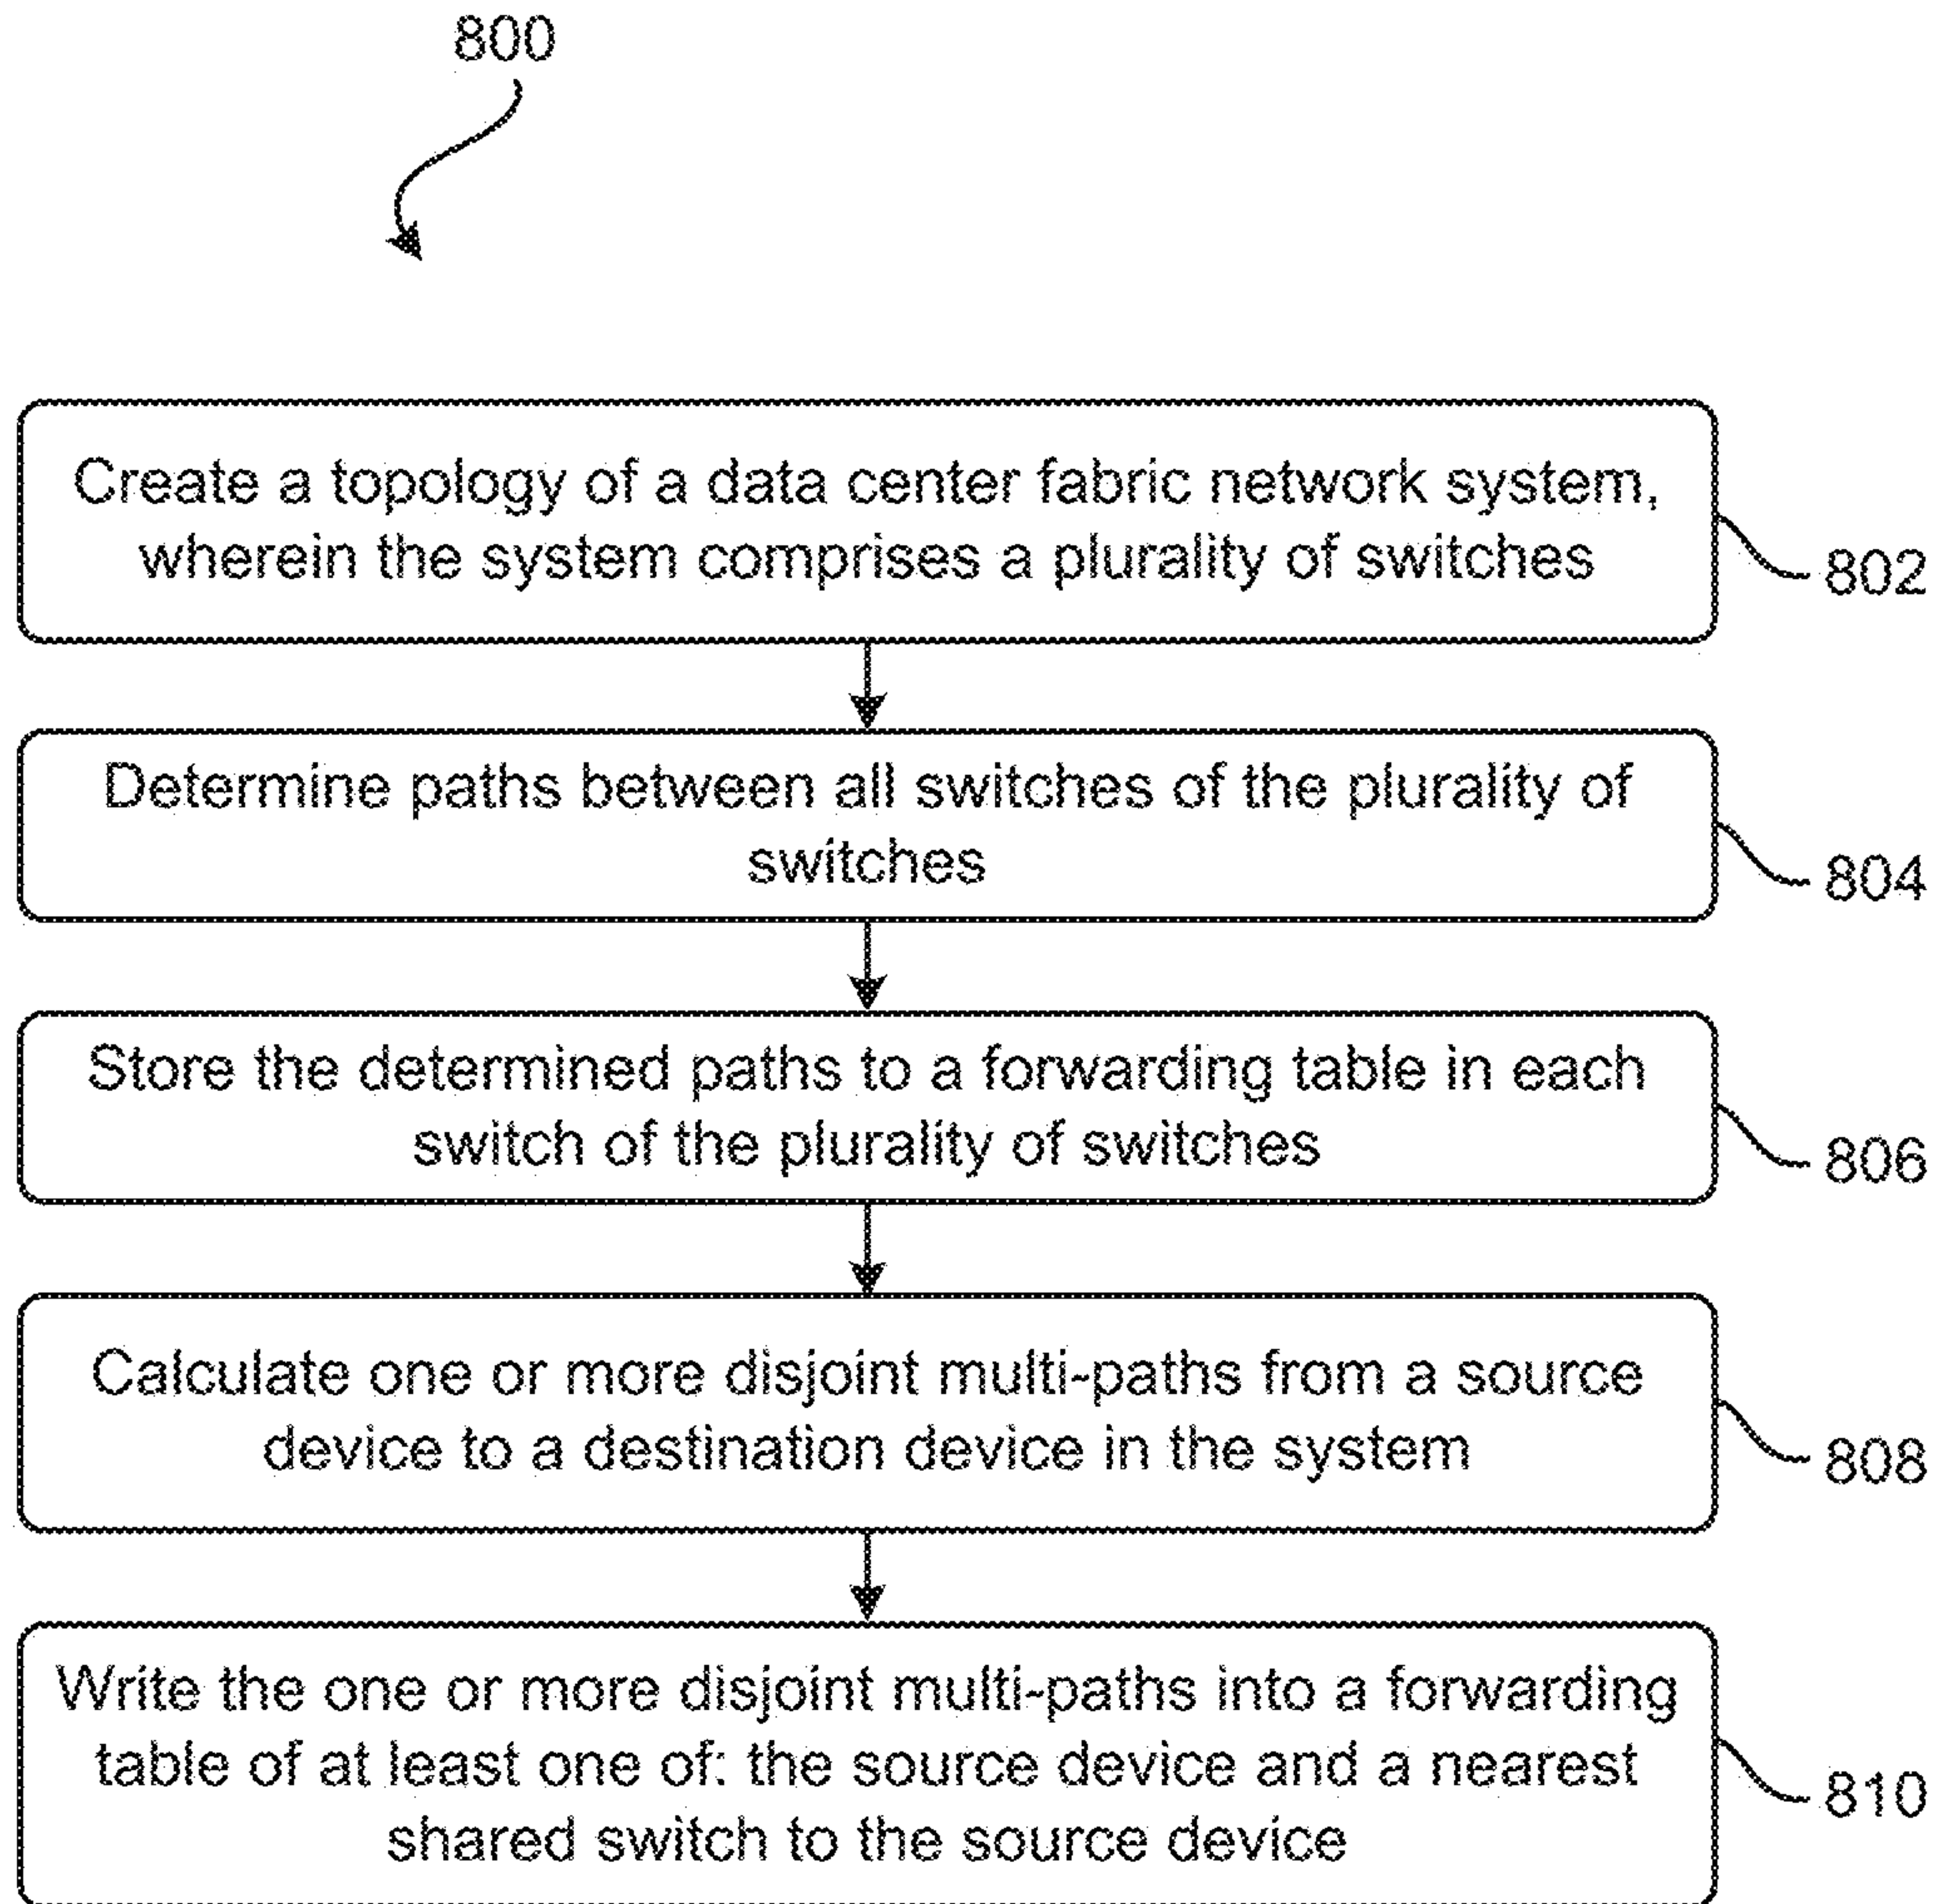 800
Create a topology of a data center fabric network system,
wherein the system comprises a plurality of switches
802
Determine paths between all switches of the plurality of
switches
804
Store the determined paths to a forwarding table in each
switch of the plurality of switches
806
Calculate one or more disjoint multi-paths from a source
device to a destination device in the system
808
Write the one or more disjoint multi-paths into a forwarding
table of at least one of: the source device and a nearest
shared switch to the source device
810